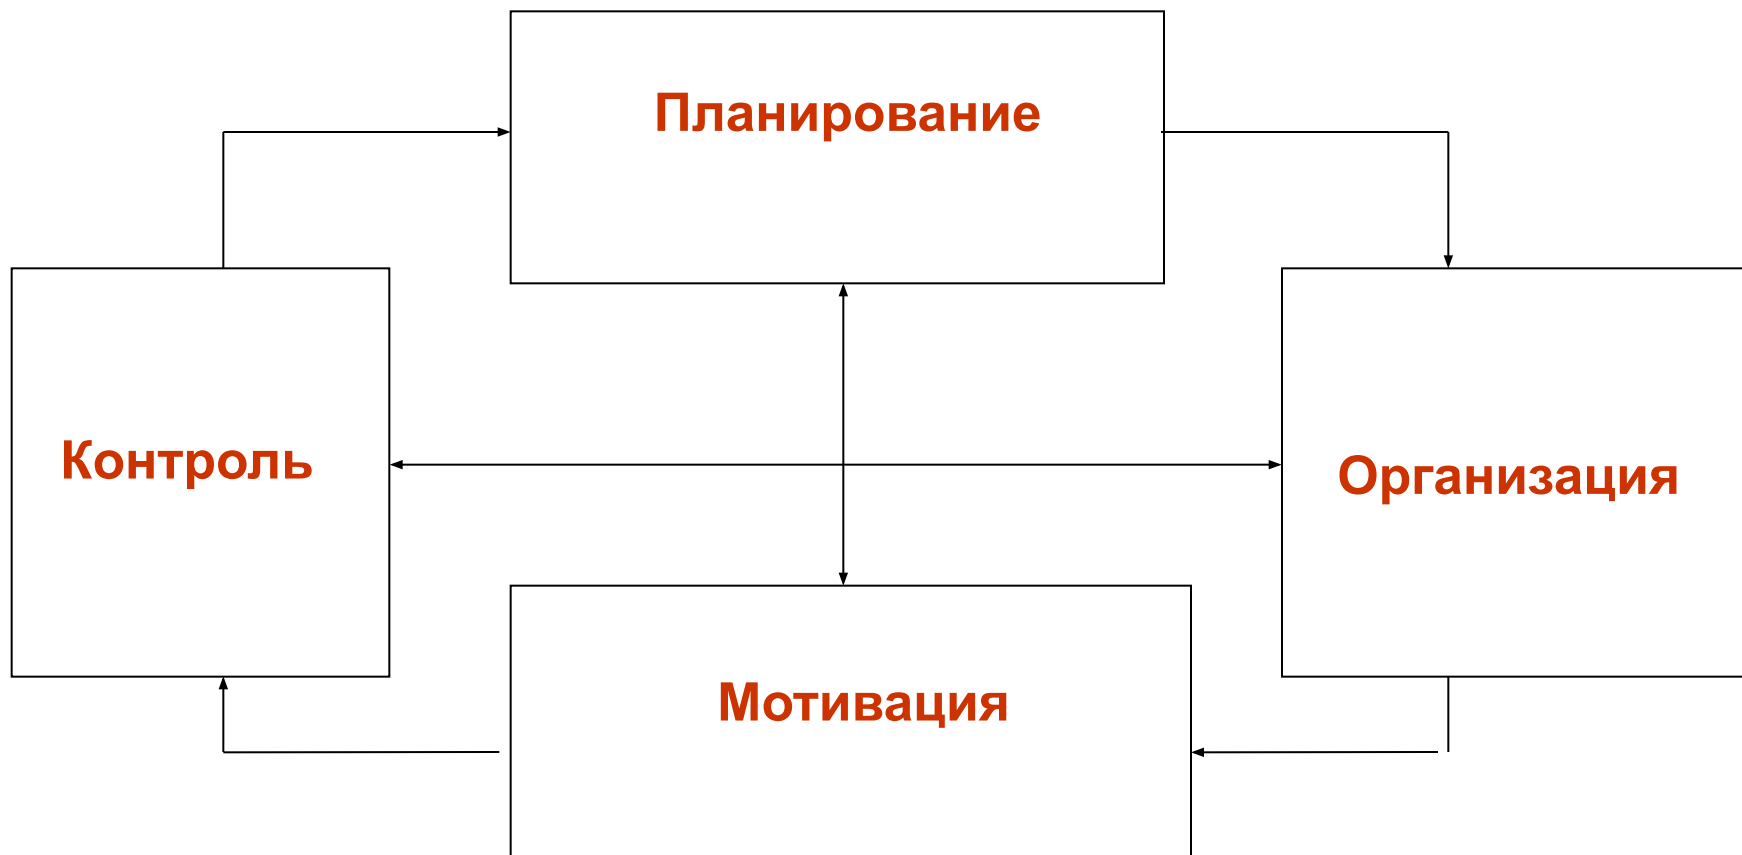 Планирование
Контроль
Организация
Мотивация